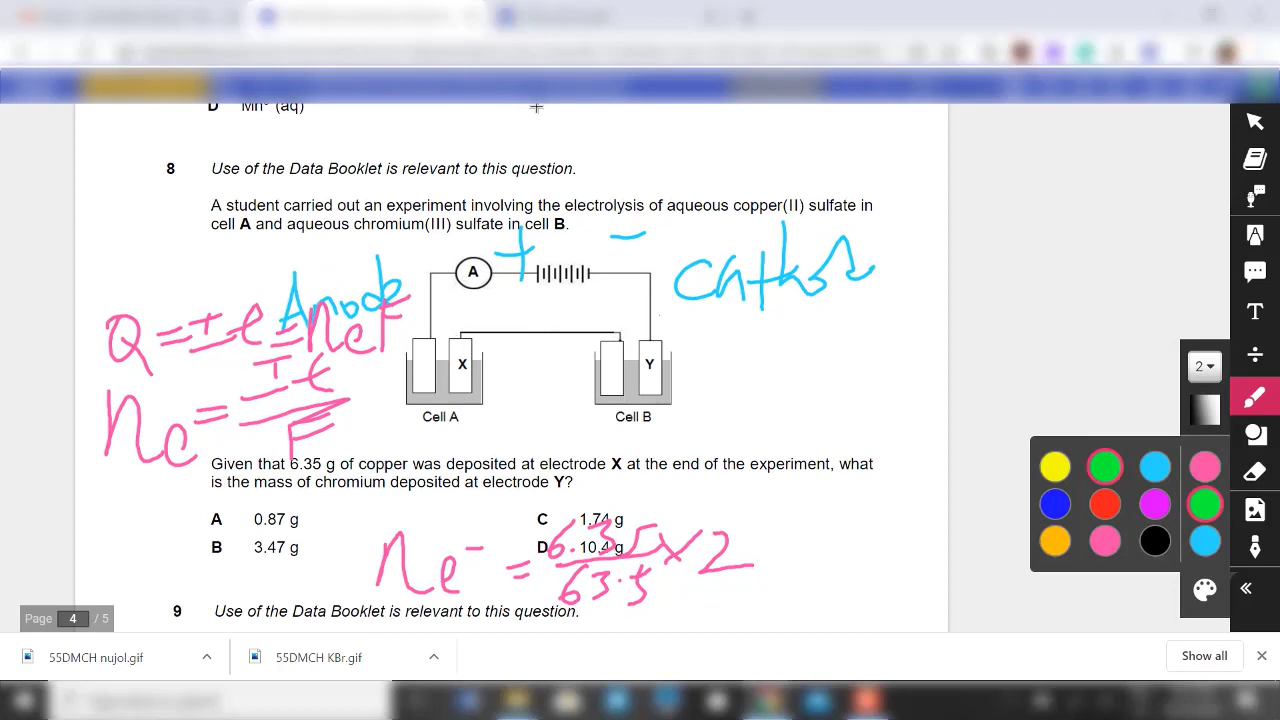 D Mn (aq)
8 Use of the Data Booklet is relevant to this question.
A student carried out an experiment involving the electrolysis of aqueous copper(II) sulfate in
cell A and aqueous chromium(III) sulfate in cell B.
+ −
A
Anode
Cathod
Q = It = neF
ne = It / F
X
Y
Cell A
Cell B
Given that 6.35 g of copper was deposited at electrode X at the end of the experiment, what
is the mass of chromium deposited at electrode Y?
A 0.87 g C 1.74 g
B 3.47 g D 10.4 g
ne⁻ = 6.35 / 63.5 × 2
9 Use of the Data Booklet is relevant to this question.
Page 4 / 5
2
T
55DMCH nujol.gif
55DMCH KBr.gif
Show all